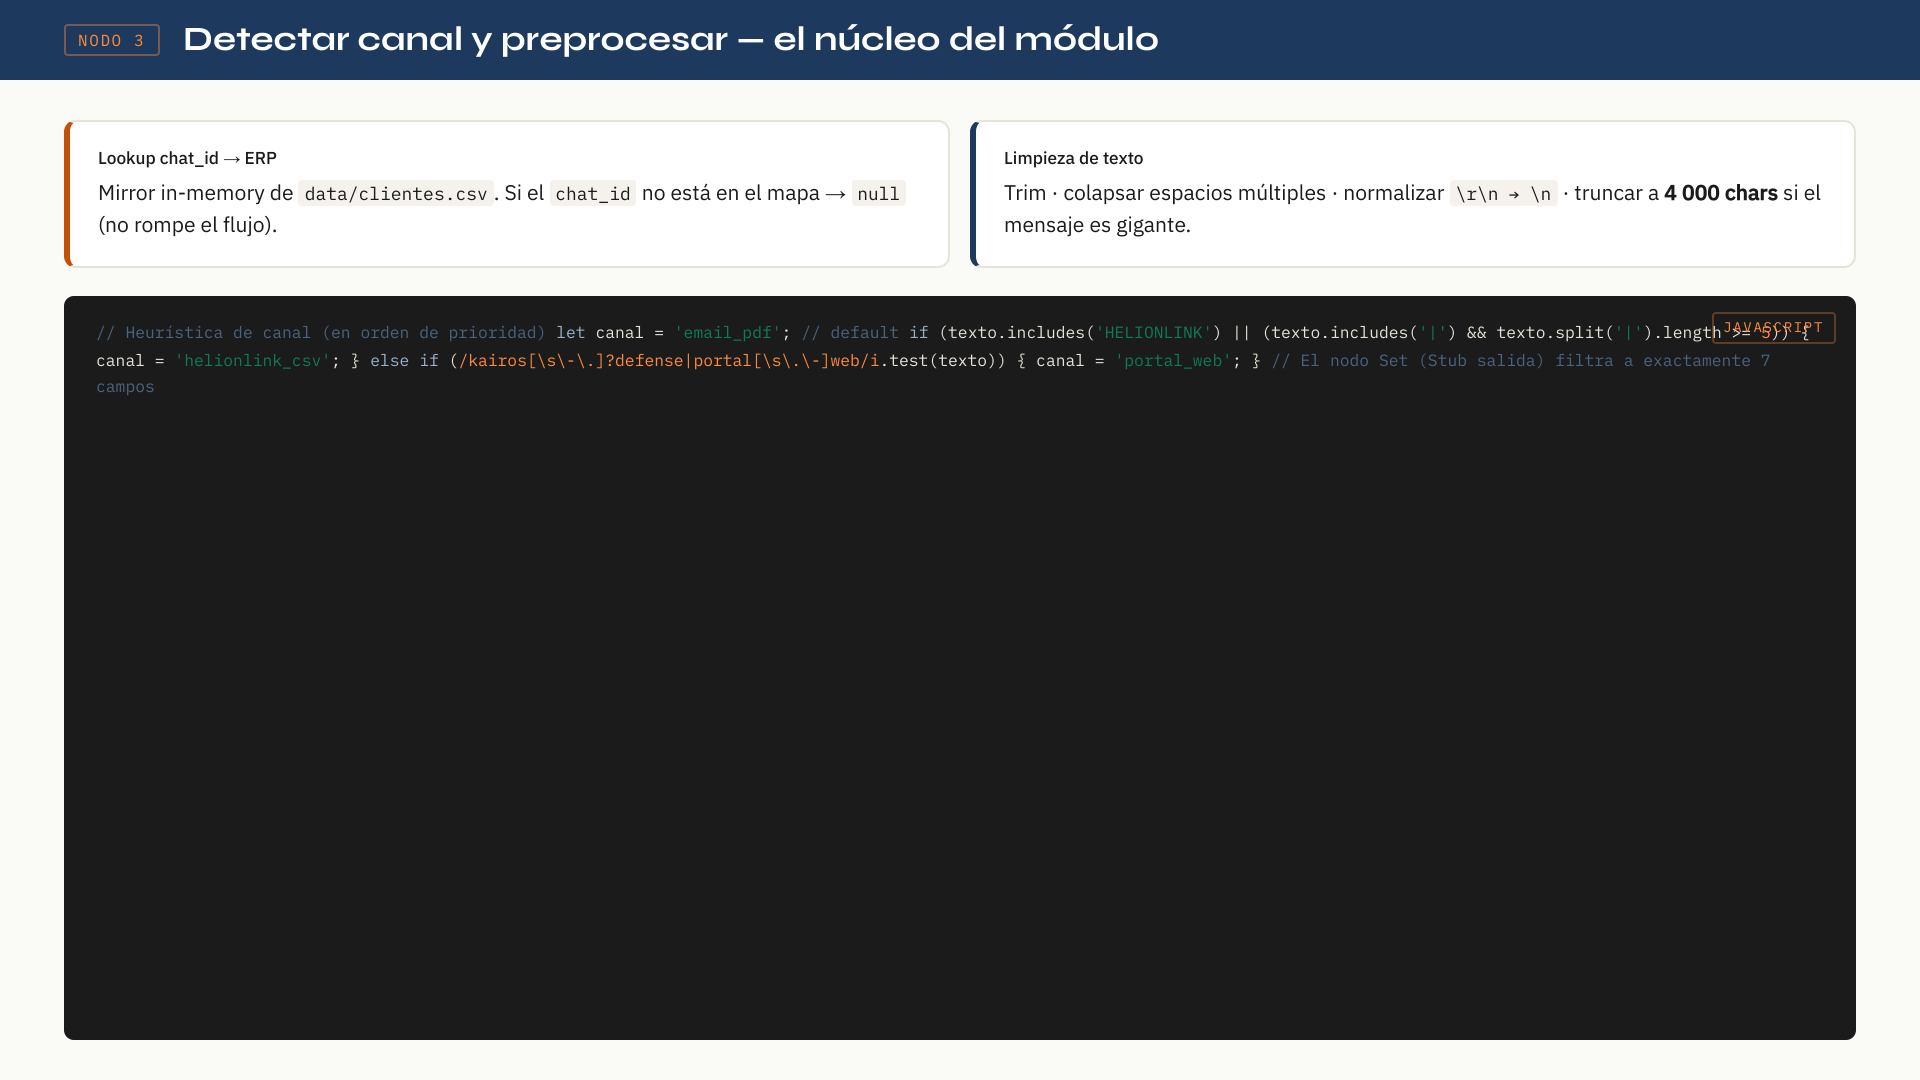 NODO 3
Detectar canal y preprocesar — el núcleo del módulo
Lookup chat_id → ERP
Mirror in-memory de data/clientes.csv. Si el chat_id no está en el mapa → null
(no rompe el flujo).
Limpieza de texto
Trim · colapsar espacios múltiples · normalizar \r\n → \n · truncar a 4 000 chars si el
mensaje es gigante.
JAVASCRIPT
// Heurística de canal (en orden de prioridad) let canal = 'email_pdf'; // default if (texto.includes('HELIONLINK') || (texto.includes('|') && texto.split('|').length >= 5)) {
canal = 'helionlink_csv'; } else if (/kairos[\s\-\.]?defense|portal[\s\.\-]web/i.test(texto)) { canal = 'portal_web'; } // El nodo Set (Stub salida) filtra a exactamente 7
campos